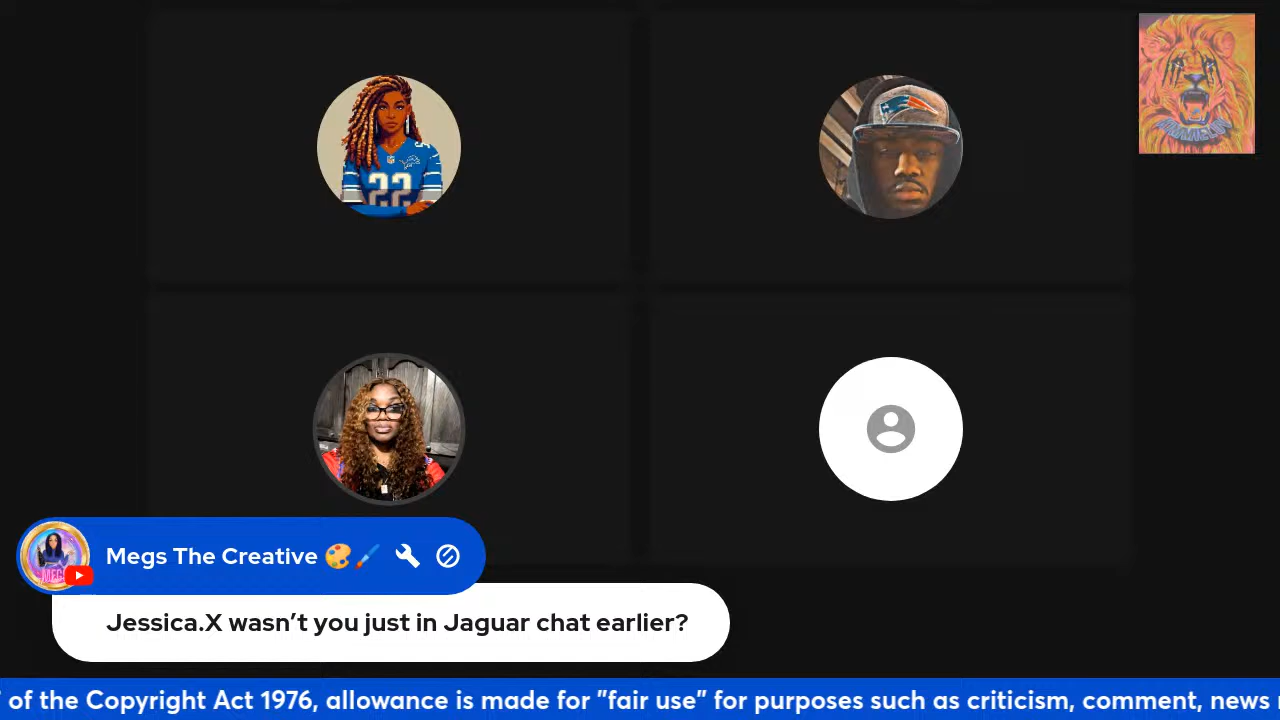 22
Megs The Creative 🎨🖌️
Jessica.X wasn’t you just in Jaguar chat earlier?
of the Copyright Act 1976, allowance is made for "fair use" for purposes such as criticism, comment, news